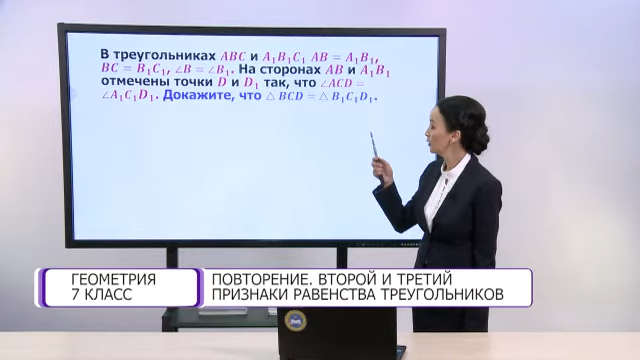 В треугольниках ABC и A₁B₁C₁ AB = A₁B₁,
BC = B₁C₁, ∠B = ∠B₁. На сторонах AB и A₁B₁
отмечены точки D и D₁ так, что ∠ACD =
∠A₁C₁D₁. Докажите, что △ BCD = △ B₁C₁D₁.
ГЕОМЕТРИЯ
7 КЛАСС
ПОВТОРЕНИЕ. ВТОРОЙ И ТРЕТИЙ
ПРИЗНАКИ РАВЕНСТВА ТРЕУГОЛЬНИКОВ